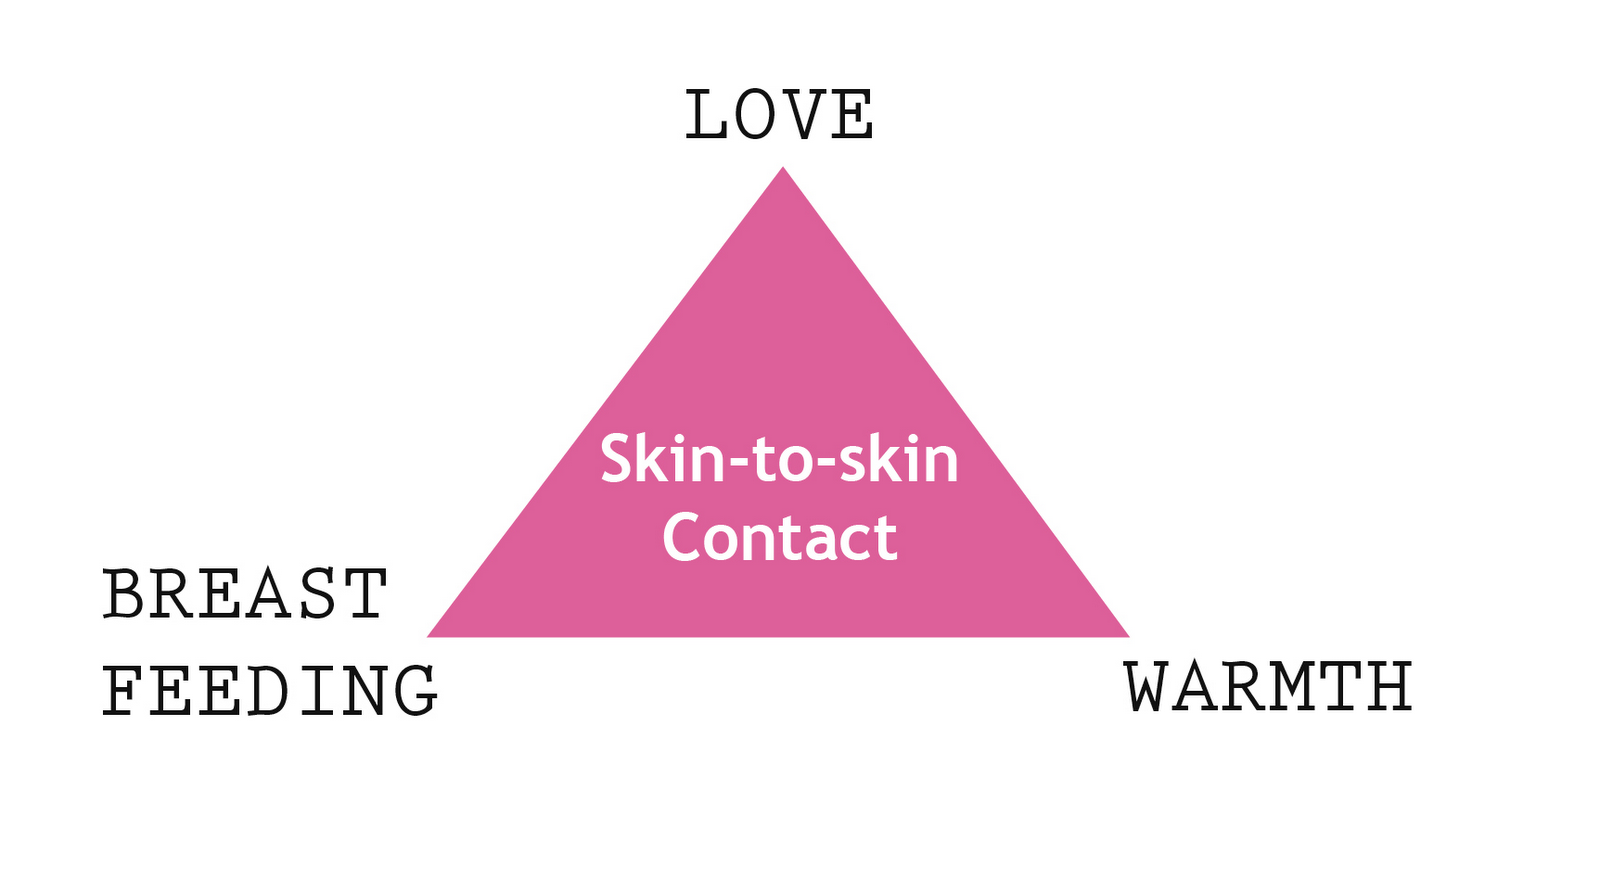 LOVE
Skin-to-skin
Contact
BREAST
FEEDING
WARMTH